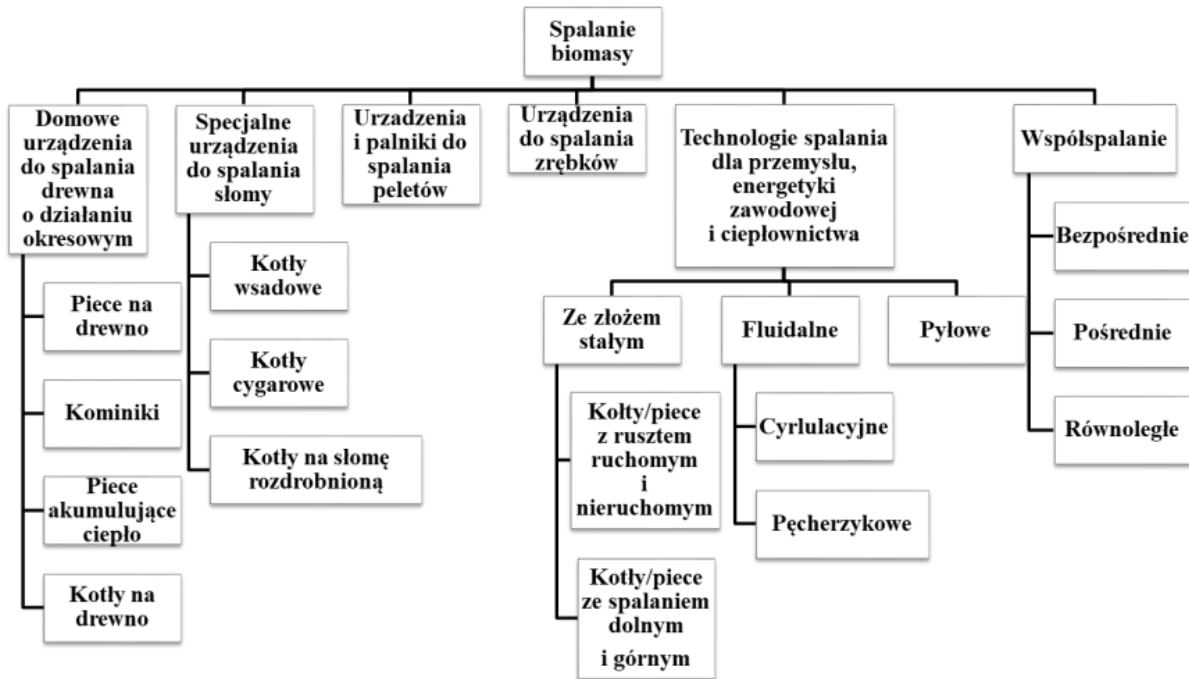 Spalanie
biomasy
Domowe
urządzenia
do spalania
drewna
o działaniu
okresowym
Piece na
drewno
Kominiki
Piece
akumulujące
ciepło
Kotły na
drewno
Specjalne
urządzenia
do spalania
słomy
Kotły
wsadowe
Kotły
cygarowe
Kotły na słomę
rozdrobnioną
Urzadzenia
i palniki do
spalania
peletów
Urządzenia
do spalania
zrębków
Technologie spalania
dla przemysłu,
energetyki
zawodowej
i ciepłownictwa
Ze złożem
stałym
Kołty/piece
z rusztem
ruchomym
i
nieruchomym
Kotły/piece
ze spalaniem
dolnym
i górnym
Fluidalne
Cyrlulacyjne
Pęcherzykowe
Pyłowe
Współspalanie
Bezpośrednie
Pośrednie
Równoległe